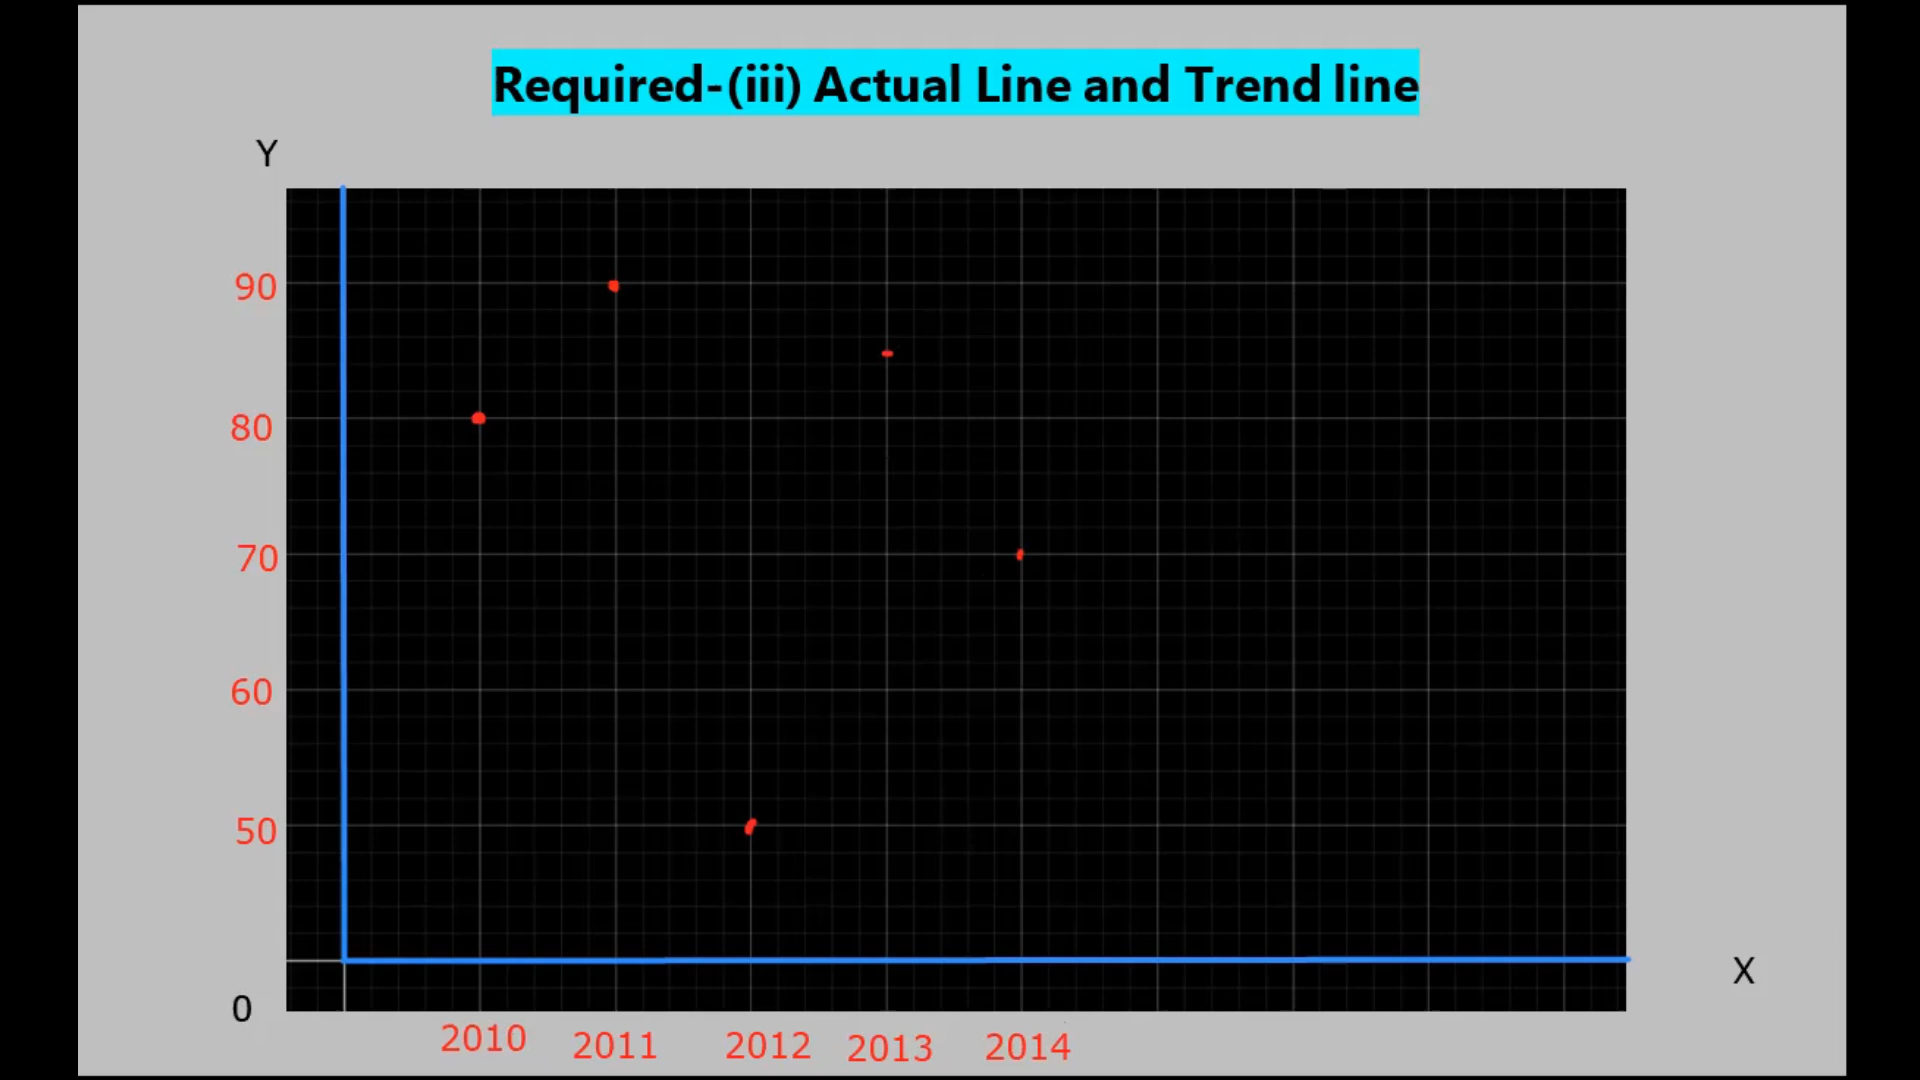 Required-(iii) Actual Line and Trend line
Y
90
80
70
60
50
X
0
2010 2011 2012 2013 2014